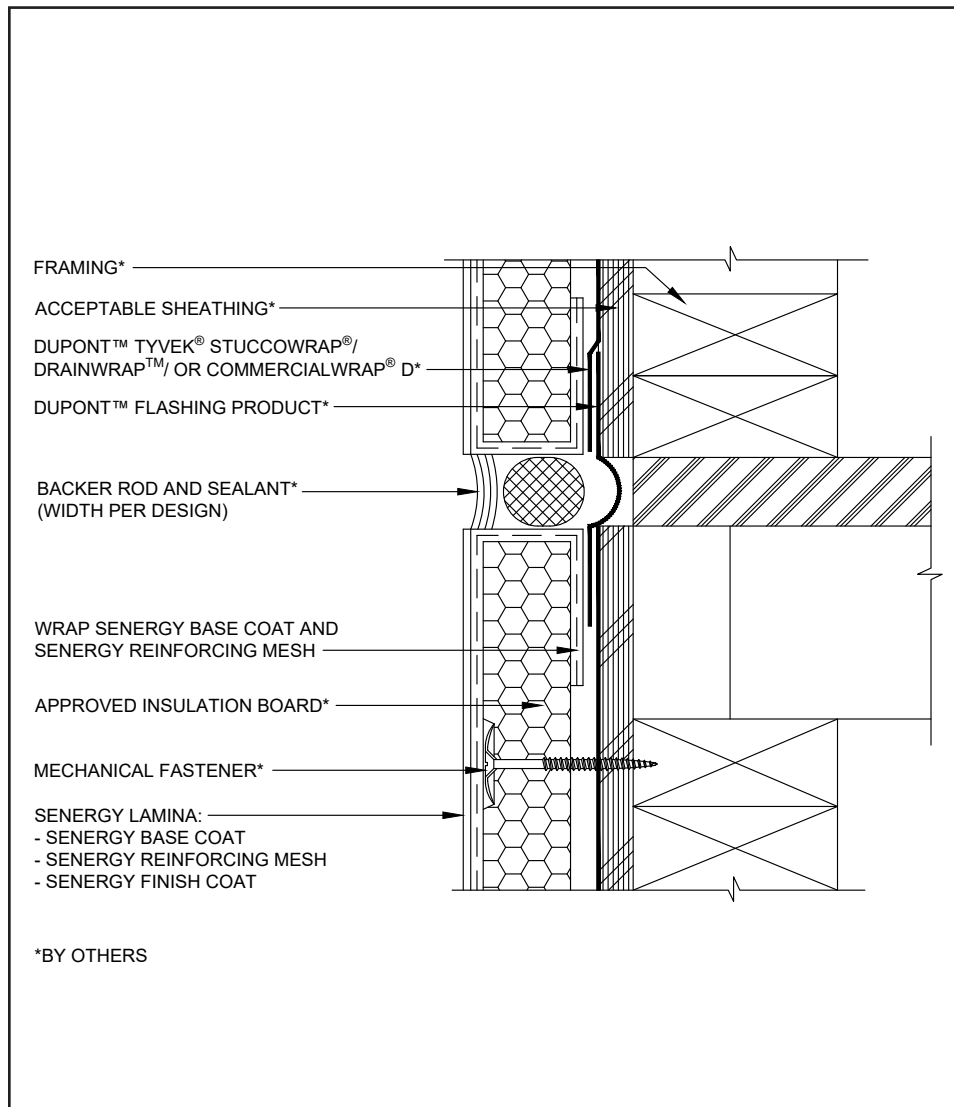 FRAMING*
ACCEPTABLE SHEATHING*
DUPONT™ TYVEK® STUCCOWRAP®/
DRAINWRAP™/ OR COMMERCIALWRAP® D*
DUPONT™ FLASHING PRODUCT*
BACKER ROD AND SEALANT*
(WIDTH PER DESIGN)
WRAP SENERGY BASE COAT AND
SENERGY REINFORCING MESH
APPROVED INSULATION BOARD*
MECHANICAL FASTENER*
SENERGY LAMINA:
- SENERGY BASE COAT
- SENERGY REINFORCING MESH
- SENERGY FINISH COAT
*BY OTHERS